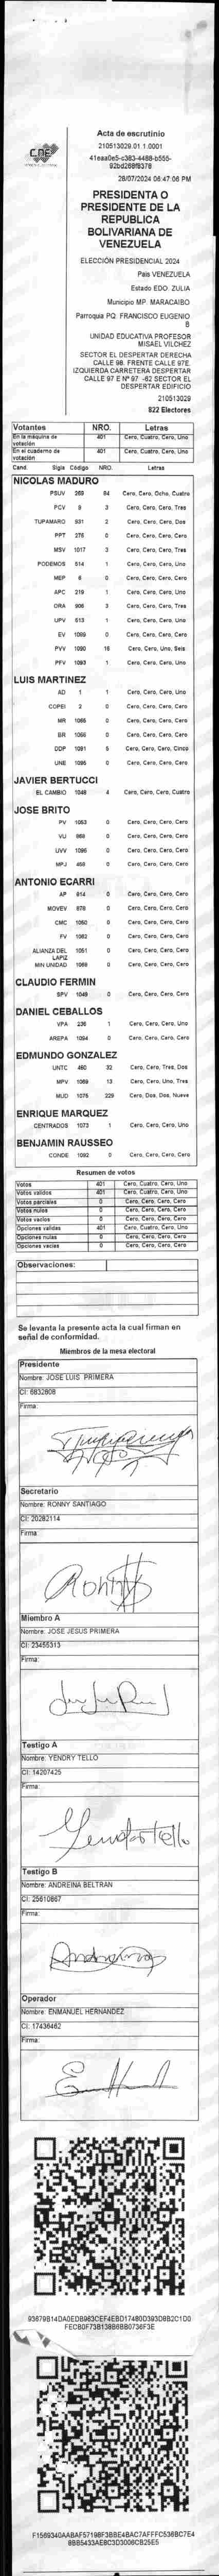 CNE
Acta de escrutinio
210513029.01.1.0001
28/07/2024 06:47:06 PM
PRESIDENTA O
PRESIDENTE DE LA
REPUBLICA
BOLIVARIANA DE
VENEZUELA
ELECCIÓN PRESIDENCIAL 2024
País VENEZUELA
Estado EDO. ZULIA
Municipio MP. MARACAIBO
Parroquia PQ. FRANCISCO EUGENIO
B
UNIDAD EDUCATIVA PROFESOR
MISAEL VILCHEZ
SECTOR EL DESPERTAR DERECHA
CALLE 98. FRENTE CALLE 97E.
IZQUIERDA CARRETERA DESPERTAR
CALLE 97 E Nº 97 -62 SECTOR EL
DESPERTAR EDIFICIO
210513029
822 Electores
Votantes NRO. Letras
En la máquina de votación 401 Cero, Cuatro, Cero, Uno
En el cuaderno de votación 401 Cero, Cuatro, Cero, Uno
Cand. Sigla Código NRO. Letras
NICOLAS MADURO
PSUV 269 84 Cero, Cero, Ocho, Cuatro
PCV 9 3 Cero, Cero, Cero, Tres
TUPAMARO 931 2 Cero, Cero, Cero, Dos
PPT 276 0 Cero, Cero, Cero, Cero
MSV 1017 3 Cero, Cero, Cero, Tres
PODEMOS 514 1 Cero, Cero, Cero, Uno
MEP 6 0 Cero, Cero, Cero, Cero
APC 219 1 Cero, Cero, Cero, Uno
ORA 906 3 Cero, Cero, Cero, Tres
UPV 513 1 Cero, Cero, Cero, Uno
EV 1099 0 Cero, Cero, Cero, Cero
PVV 1090 16 Cero, Cero, Uno, Seis
PFV 1093 1 Cero, Cero, Cero, Uno
LUIS MARTINEZ
AD 1 1 Cero, Cero, Cero, Uno
COPEI 2 0 Cero, Cero, Cero, Cero
MR 1065 0 Cero, Cero, Cero, Cero
BR 1066 0 Cero, Cero, Cero, Cero
DDP 1091 5 Cero, Cero, Cero, Cinco
UNE 1095 0 Cero, Cero, Cero, Cero
JAVIER BERTUCCI
EL CAMBIO 1048 4 Cero, Cero, Cero, Cuatro
JOSE BRITO
PV 1053 0 Cero, Cero, Cero, Cero
VU 968 0 Cero, Cero, Cero, Cero
UVV 1096 0 Cero, Cero, Cero, Cero
MPJ 458 0 Cero, Cero, Cero, Cero
ANTONIO ECARRI
AP 814 0 Cero, Cero, Cero, Cero
MOVEV 878 0 Cero, Cero, Cero, Cero
CMC 1050 0 Cero, Cero, Cero, Cero
FV 1062 0 Cero, Cero, Cero, Cero
ALIANZA DEL LAPIZ 1051 0 Cero, Cero, Cero, Cero
MIN UNIDAD 1069 0 Cero, Cero, Cero, Cero
CLAUDIO FERMIN
SPV 1049 0 Cero, Cero, Cero, Cero
DANIEL CEBALLOS
VPA 236 1 Cero, Cero, Cero, Uno
AREPA 1094 0 Cero, Cero, Cero, Cero
EDMUNDO GONZALEZ
UNTC 460 32 Cero, Cero, Tres, Dos
MPV 1069 13 Cero, Cero, Uno, Tres
MUD 1076 229 Cero, Dos, Dos, Nueve
ENRIQUE MARQUEZ
CENTRADOS 1073 1 Cero, Cero, Cero, Uno
BENJAMIN RAUSSEO
CONDE 1092 0 Cero, Cero, Cero, Cero
Resumen de votos
Votos 401 Cero, Cuatro, Cero, Uno
Votos validos 401 Cero, Cuatro, Cero, Uno
Votos parciales 0 Cero, Cero, Cero, Cero
Votos nulos 0 Cero, Cero, Cero, Cero
Votos vacios 0 Cero, Cero, Cero, Cero
Opciones validas 401 Cero, Cuatro, Cero, Uno
Opciones nulas 0 Cero, Cero, Cero, Cero
Opciones vacias 0 Cero, Cero, Cero, Cero
Observaciones:
Se levanta la presente acta la cual firman en
señal de conformidad.
Miembros de la mesa electoral
Presidente
Nombre: JOSE LUIS PRIMERA
CI: 6832808
Firma:
Secretario
Nombre: RONNY SANTIAGO
CI: 20282114
Firma:
Ronny S
Miembro A
Nombre: JOSE JESUS PRIMERA
CI: 23455313
Firma:
Testigo A
Nombre: YENDRY TELLO
CI: 14207425
Firma:
Yendry Tello
Testigo B
Nombre: ANDREINA BELTRAN
CI: 25610867
Firma:
Andreina
Operador
Nombre: ENMANUEL HERNANDEZ
CI: 17436462
Firma: